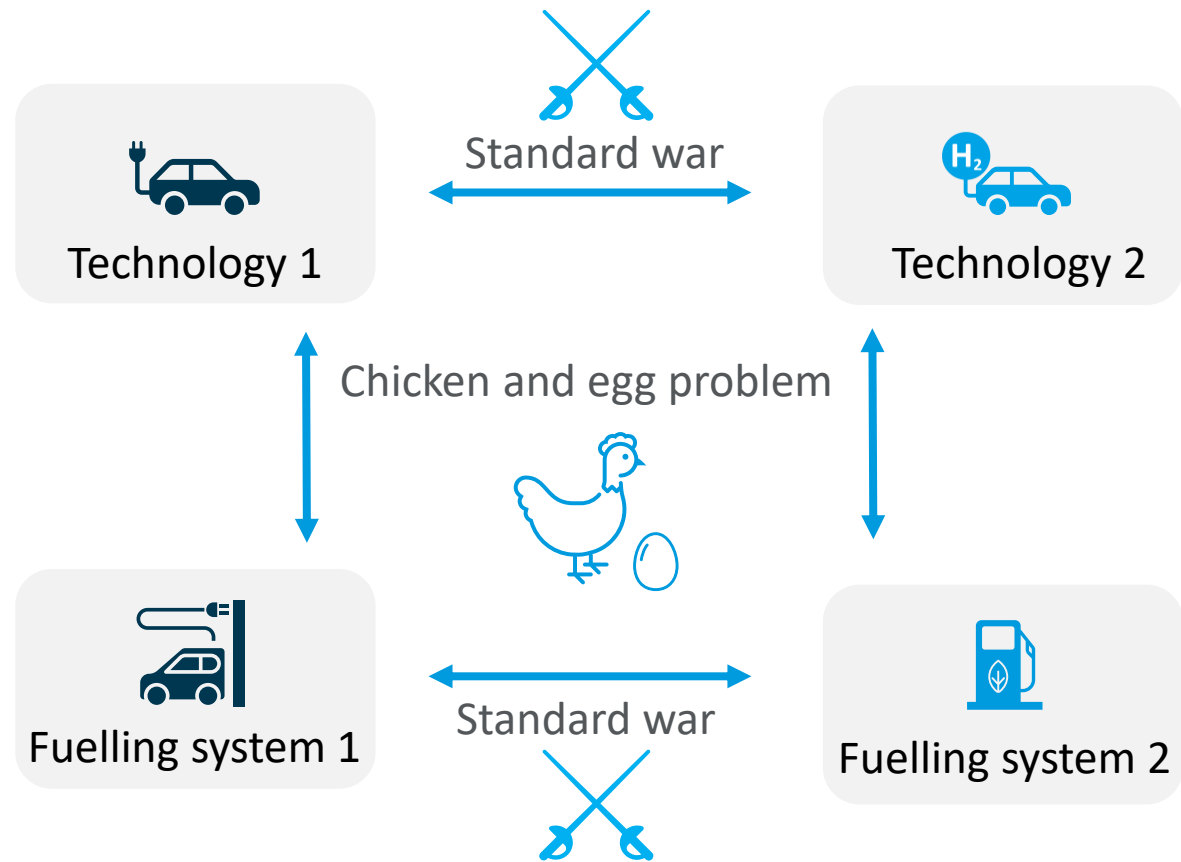 Standard war
H₂
Technology 1
Technology 2
Chicken and egg problem
Standard war
Fuelling system 1
Fuelling system 2